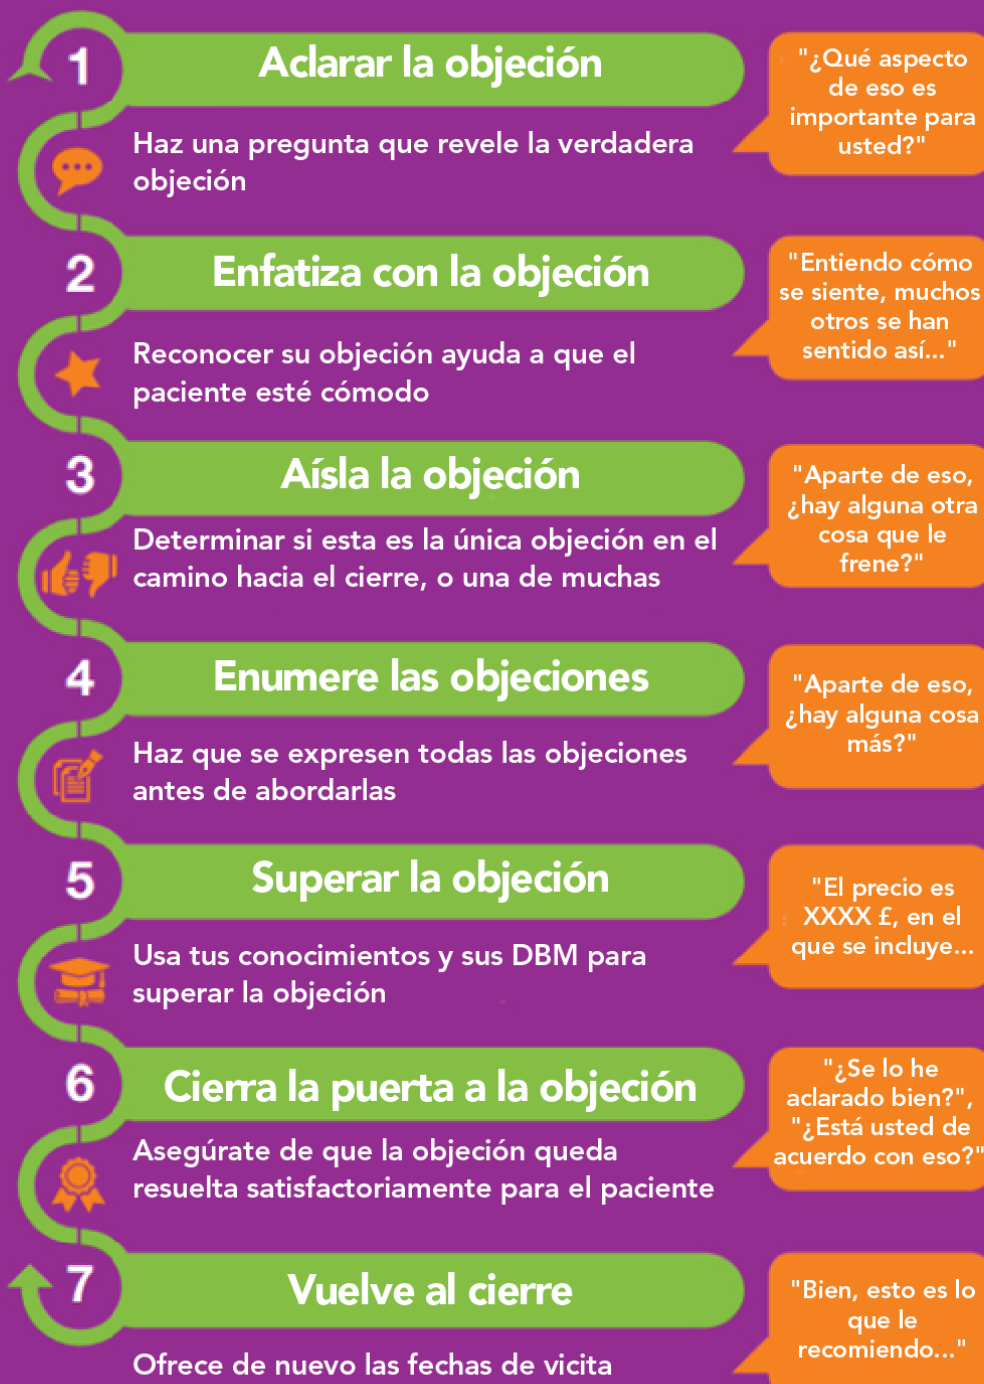 1
Aclarar la objeción
Haz una pregunta que revele la verdadera
objeción
"¿Qué aspecto
de eso es
importante para
usted?"
2
Enfatiza con la objeción
Reconocer su objeción ayuda a que el
paciente esté cómodo
"Entiendo cómo
se siente, muchos
otros se han
sentido así..."
3
Aísla la objeción
Determinar si esta es la única objeción en el
camino hacia el cierre, o una de muchas
"Aparte de eso,
¿hay alguna otra
cosa que le
frene?"
4
Enumere las objeciones
Haz que se expresen todas las objeciones
antes de abordarlas
"Aparte de eso,
¿hay alguna cosa
más?"
5
Superar la objeción
Usa tus conocimientos y sus DBM para
superar la objeción
"El precio es
XXXX £, en el
que se incluye...
6
Cierra la puerta a la objeción
Asegúrate de que la objeción queda
resuelta satisfactoriamente para el paciente
"¿Se lo he
aclarado bien?",
"¿Está usted de
acuerdo con eso?"
7
Vuelve al cierre
Ofrece de nuevo las fechas de vicita
"Bien, esto es lo
que le
recomiendo..."